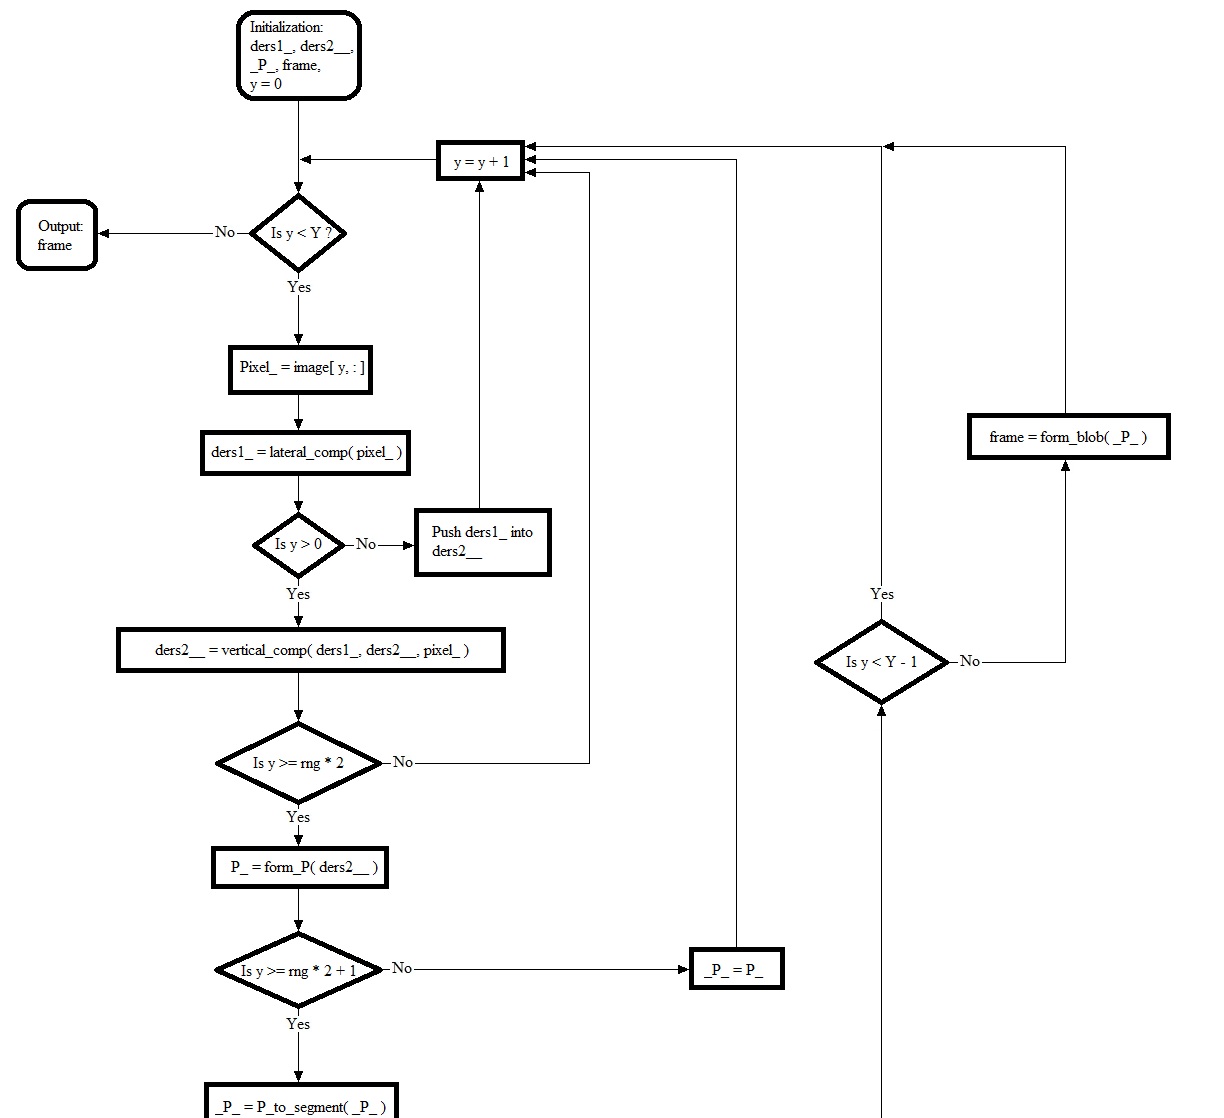 Initialization:
ders1_, ders2__,
_P_, frame,
y = 0
y = y + 1
Output:
frame
No
Is y < Y ?
Yes
Pixel_ = image[ y, : ]
ders1_ = lateral_comp( pixel_ )
frame = form_blob( _P_ )
Is y > 0
No
Push ders1_ into
ders2__
Yes
Yes
ders2__ = vertical_comp( ders1_, ders2__, pixel_ )
Is y < Y - 1
No
Is y >= rng * 2
No
Yes
P_ = form_P( ders2__ )
Is y >= rng * 2 + 1
No
_P_ = P_
Yes
_P_ = P_to_segment( _P_ )